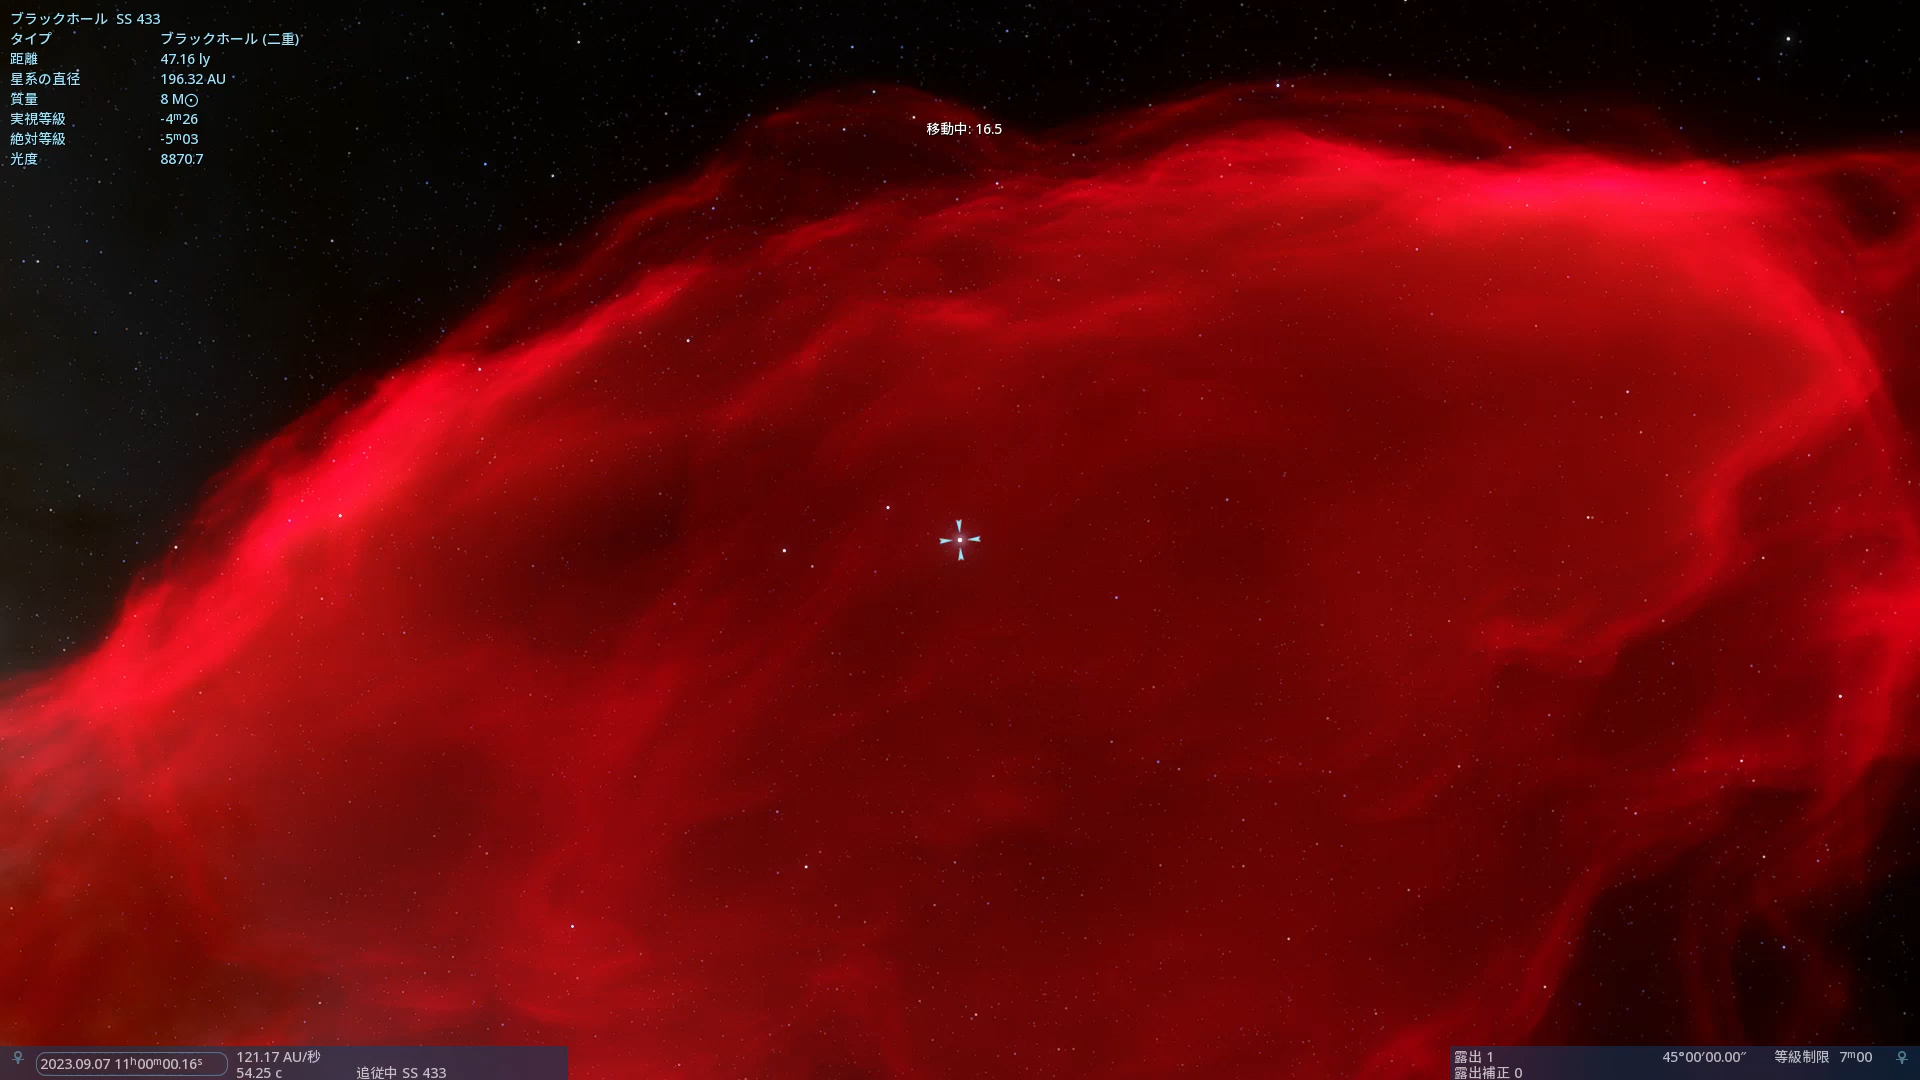 ブラックホール SS 433
タイプ ブラックホール (二重)
距離 47.16 ly
星系の直径 196.32 AU
質量 8 M☉
実視等級 -4ᵐ26
絶対等級 -5ᵐ03
光度 8870.7
移動中: 16.5
2023.09.07 11ʰ00ᵐ00.16ˢ
121.17 AU/秒
54.25 c 追従中 SS 433
露出 1 45°00′00.00″ 等級制限 7ᵐ00
露出補正 0